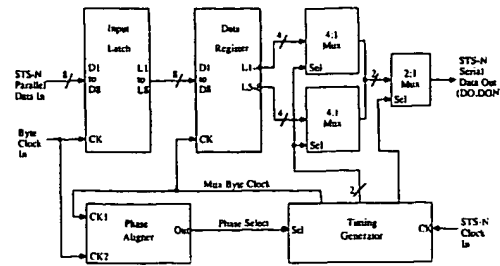 Input
Latch
Data
Register
4:1
Mux
Sel
D1
to
D8
L1
to
L8
D1
to
D8
L1
L5
4
4
8
8
2
2:1
Mux
Sel
STS-N
Parallel
Data In
STS-N
Serial
Data Out
(DO,DON)
4:1
Mux
Byte
Clock
In
CK
CK
Mux Byte Clock
2
CK1
CK2
Phase
Aligner
Out
Phase Select
Sel
Timing
Generator
CK
STS-N
Clock
In